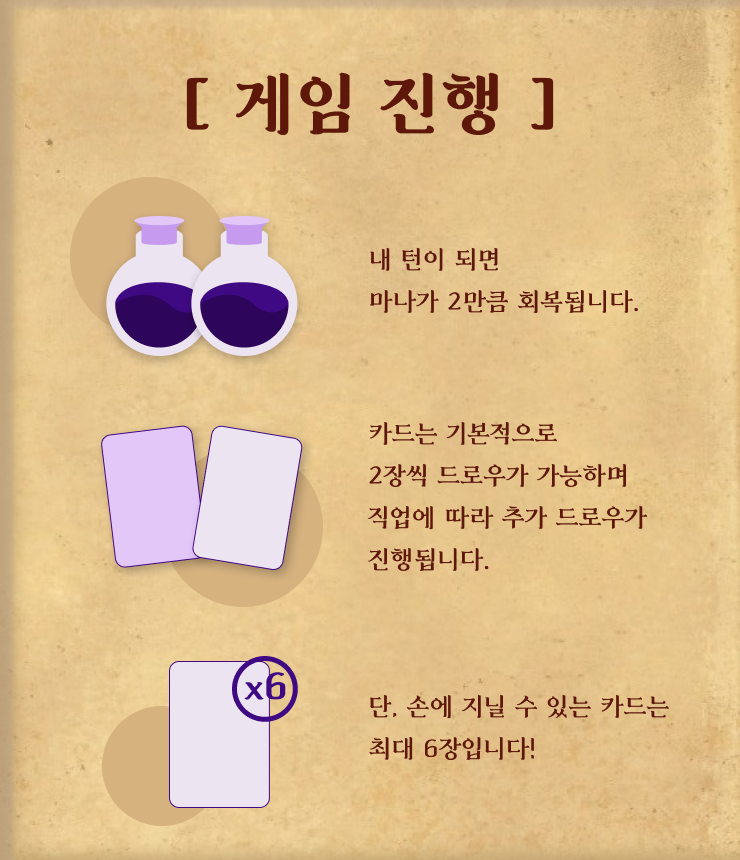 [ 게임 진행 ]
내 턴이 되면
마나가 2만큼 회복됩니다.
카드는 기본적으로
2장씩 드로우가 가능하며
직업에 따라 추가 드로우가
진행됩니다.
x6
단, 손에 지닐 수 있는 카드는
최대 6장입니다!